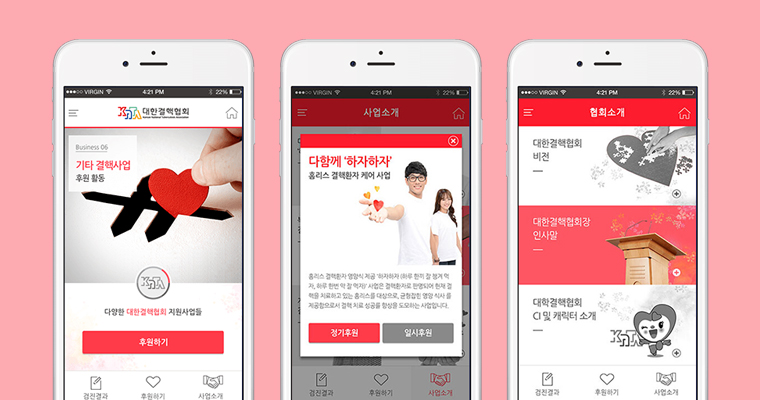 ●●●○○ VIRGIN
4:21 PM
22%
KNTA 대한결핵협회
Korean National Tuberculosis Association
Business 06
기타 결핵사업
후원 활동
KNTA
다양한 대한결핵협회 지원사업들
후원하기
검진결과
후원하기
사업소개
●●●○○ VIRGIN
4:21 PM
22%
사업소개
다함께 '하자하자'
홈리스 결핵환자 케어 사업
홈리스 결핵환자 영양식 제공 '하자하자 (하루 한끼 잘 챙겨 먹
자, 하루 한번 약 잘 먹자)' 사업은 결핵환자로 판명되어 현재 결
핵을 치료하고 있는 홈리스를 대상으로, 균형잡힌 영양 식사 를
제공함으로서 결핵 치료 성공률 향상을 도모하는 사업입니다.
정기후원
일시후원
검진결과
후원하기
사업소개
●●●○○ VIRGIN
4:21 PM
22%
협회소개
대한결핵협회
비전
대한결핵협회장
인사말
대학결핵협회
CI 및 캐릭터 소개
KNTA
검진결과
후원하기
사업소개